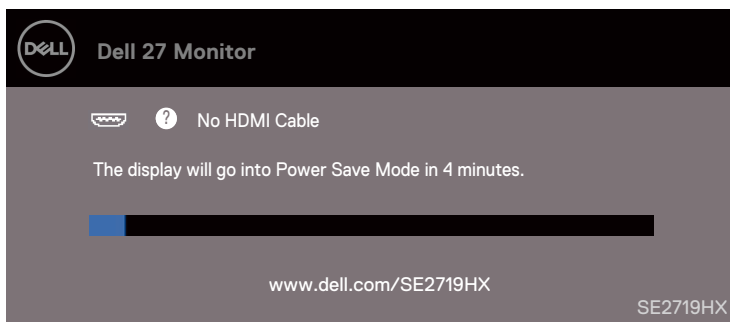 DELL
Dell 27 Monitor
? No HDMI Cable
The display will go into Power Save Mode in 4 minutes.
www.dell.com/SE2719HX
SE2719HX